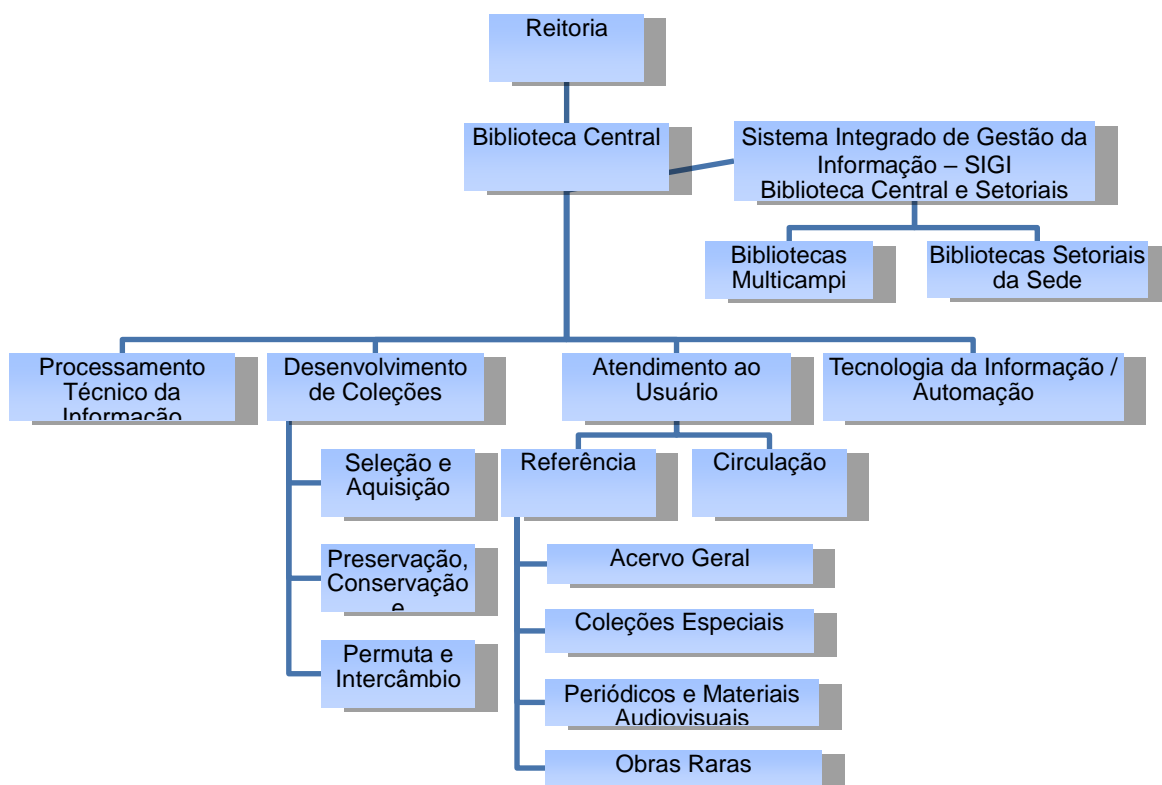 Reitoria
Biblioteca Central
Sistema Integrado de Gestão da
Informação – SIGI
Biblioteca Central e Setoriais
Bibliotecas
Multicampi
Bibliotecas Setoriais
da Sede
Processamento
Técnico da
Informação
Desenvolvimento
de Coleções
Atendimento ao
Usuário
Tecnologia da Informação /
Automação
Seleção e
Aquisição
Preservação,
Conservação
e
Permuta e
Intercâmbio
Referência
Circulação
Acervo Geral
Coleções Especiais
Periódicos e Materiais
Audiovisuais
Obras Raras